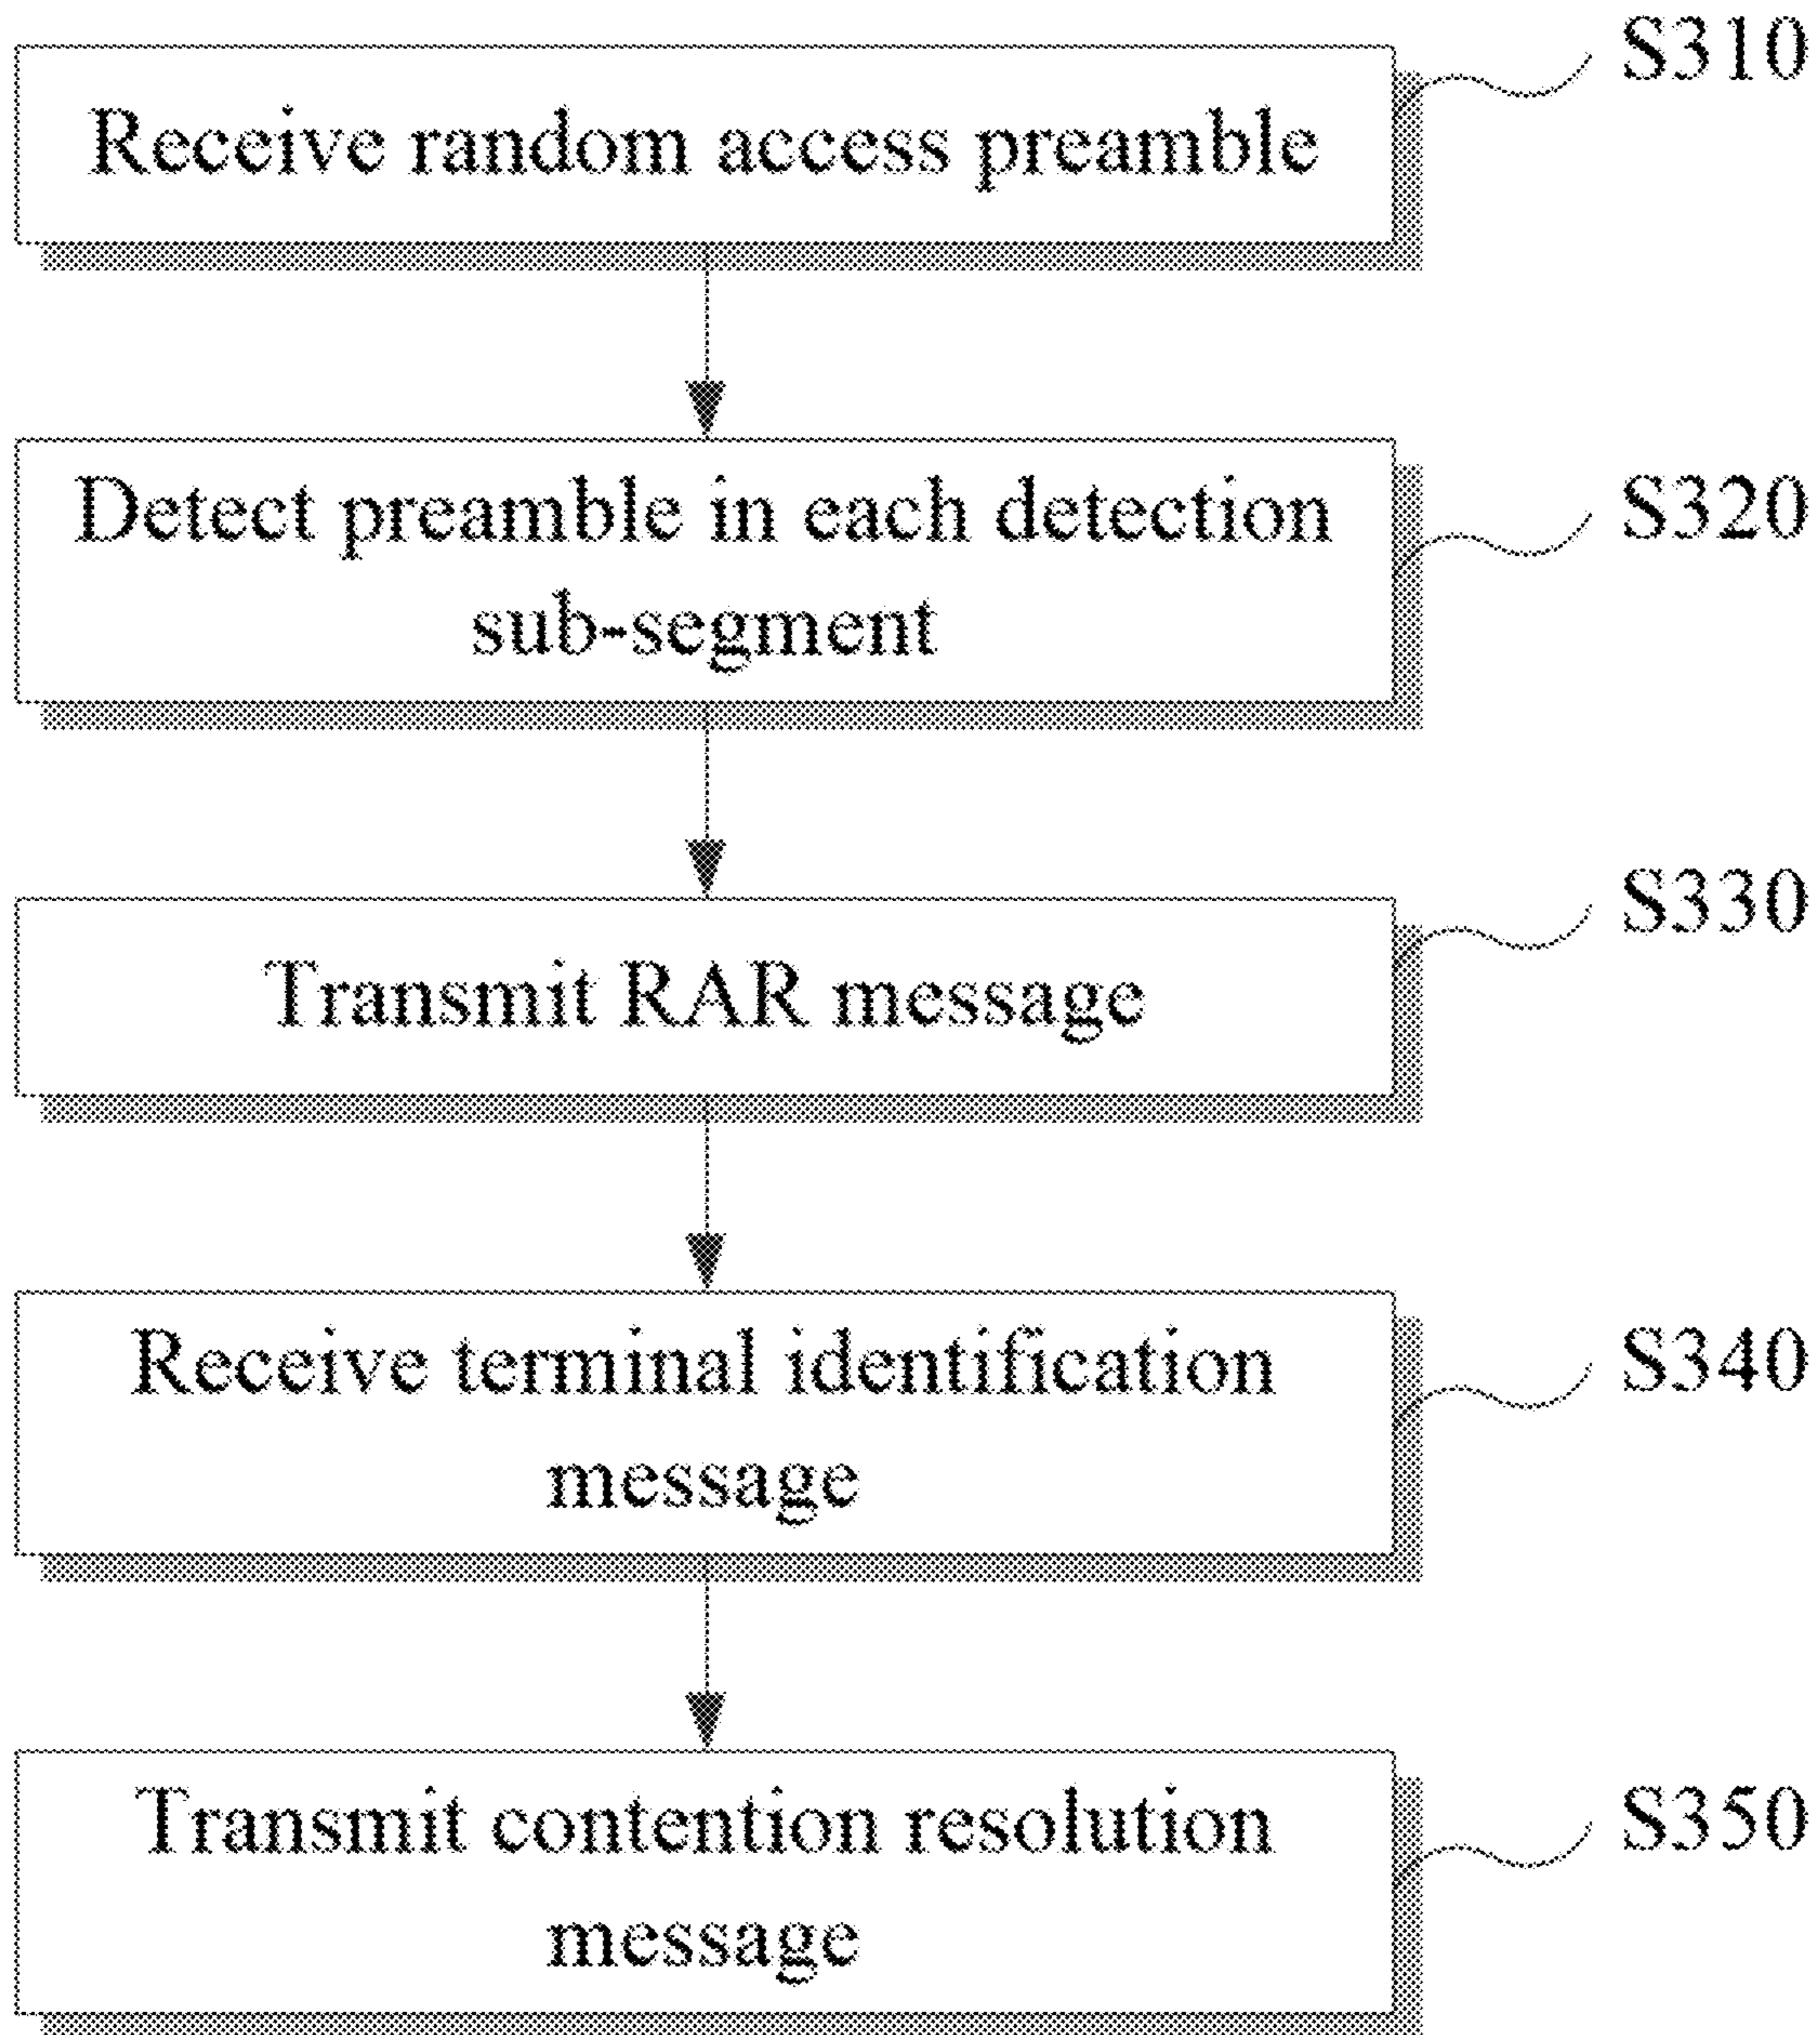 S310
Receive random access preamble
Detect preamble in each detection
sub-segment
S320
Transmit RAR message
S330
Receive terminal identification
message
S340
Transmit contention resolution
message
S350